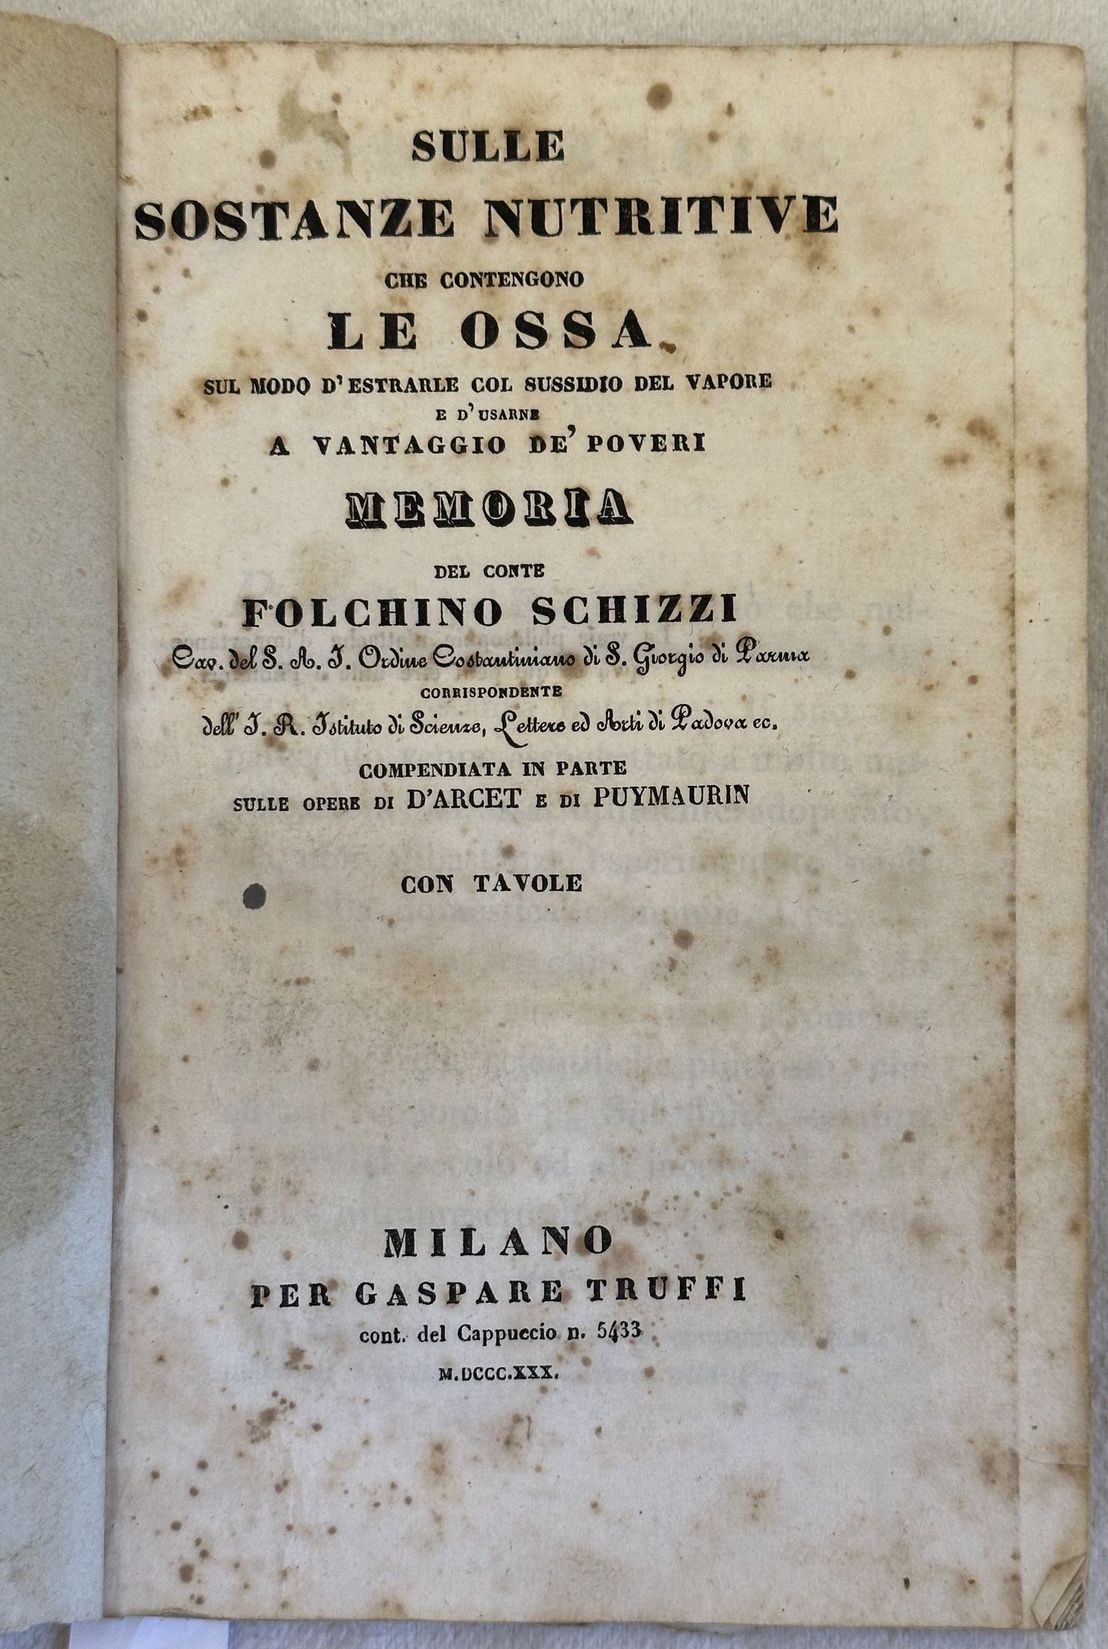 SULLE
SOSTANZE NUTRITIVE
CHE CONTENGONO
LE OSSA
SUL MODO D'ESTRARLE COL SUSSIDIO DEL VAPORE
E D'USARNE
A VANTAGGIO DE' POVERI
MEMORIA
DEL CONTE
FOLCHINO SCHIZZI
Cav. del S. A. I. Ordine Costantiniano di S. Giorgio di Parma
CORRISPONDENTE
dell' I. R. Istituto di Scienze, Lettere ed Arti di Padova ec.
COMPENDIATA IN PARTE
SULLE OPERE DI D'ARCET E DI PUYMAURIN
CON TAVOLE
MILANO
PER GASPARE TRUFFI
cont. del Cappuccio n. 5433
M.DCCC.XXX.